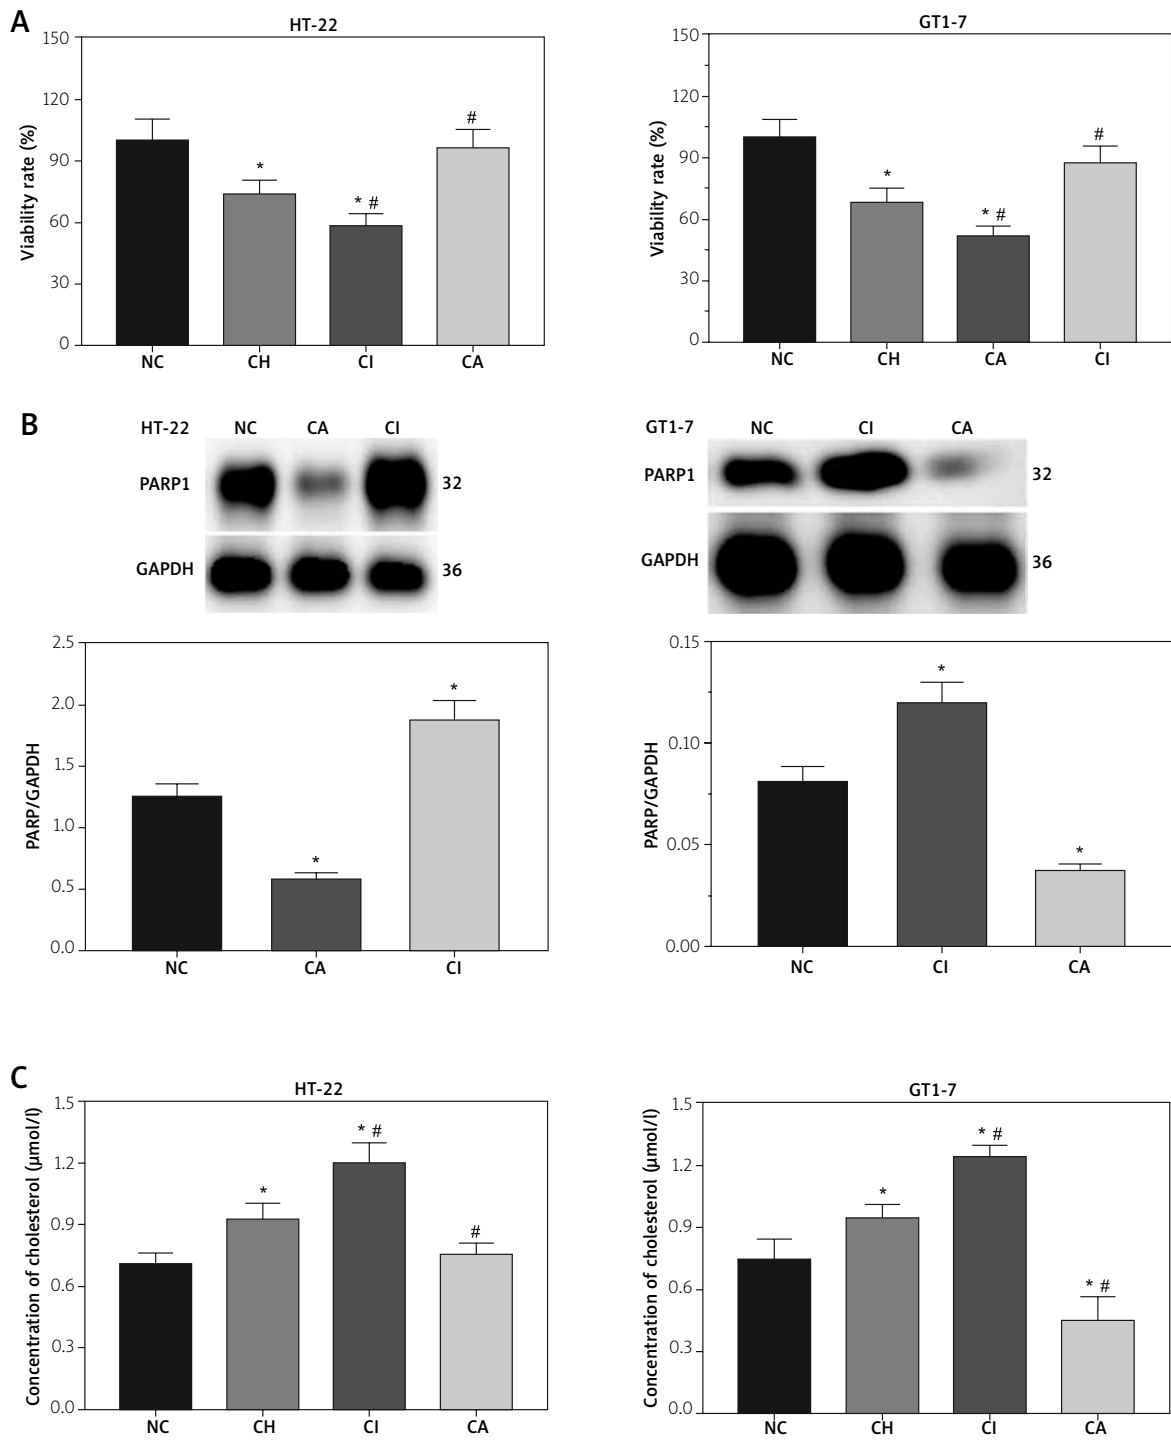 A
HT-22
Viability rate (%)
150
120
90
60
30
0
*
* #
#
NC CH CI CA
GT1-7
Viability rate (%)
150
120
90
60
30
0
*
* #
#
NC CH CA CI
B
HT-22 NC CA CI
PARP1 32
GAPDH 36
GT1-7 NC CI CA
PARP1 32
GAPDH 36
PARP/GAPDH
2.5
2.0
1.5
1.0
0.5
0.0
*
*
NC CA CI
PARP/GAPDH
0.15
0.10
0.05
0.00
*
*
NC CI CA
C
HT-22
Concentration of cholesterol (µmol/l)
1.5
1.2
0.9
0.6
0.3
0.0
*
* #
#
NC CH CI CA
GT1-7
Concentration of cholesterol (µmol/l)
1.5
1.2
0.9
0.6
0.3
0.0
*
* #
* #
NC CH CI CA